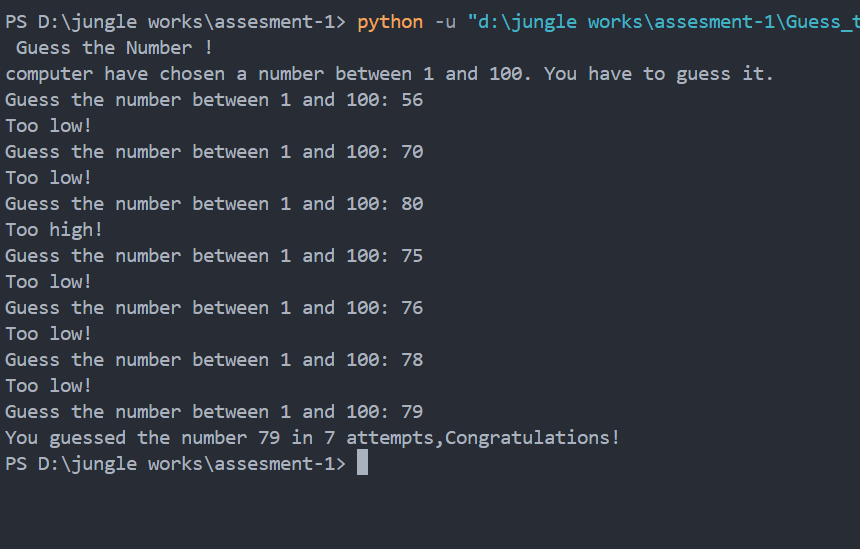 PS D:\jungle works\assesment-1> python -u "d:\jungle works\assesment-1\Guess_t
Guess the Number !
computer have chosen a number between 1 and 100. You have to guess it.
Guess the number between 1 and 100: 56
Too low!
Guess the number between 1 and 100: 70
Too low!
Guess the number between 1 and 100: 80
Too high!
Guess the number between 1 and 100: 75
Too low!
Guess the number between 1 and 100: 76
Too low!
Guess the number between 1 and 100: 78
Too low!
Guess the number between 1 and 100: 79
You guessed the number 79 in 7 attempts,Congratulations!
PS D:\jungle works\assesment-1>